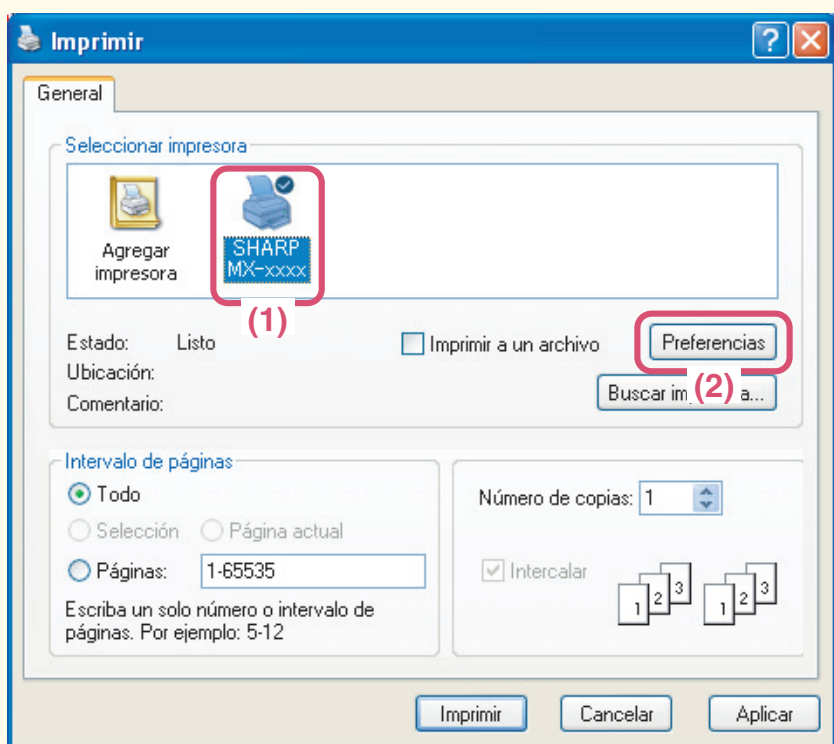 Imprimir
General
Seleccionar impresora
Agregar
impresora
SHARP
MX-xxxx
(1)
Estado: Listo
Imprimir a un archivo
Preferencias
Ubicación:
(2)
Comentario:
Buscar im a...
Intervalo de páginas
Todo
Selección Página actual
Páginas: 1-65535
Escriba un solo número o intervalo de
páginas. Por ejemplo: 5-12
Número de copias: 1
Intercalar
1 2 3 1 2 3
Imprimir Cancelar Aplicar